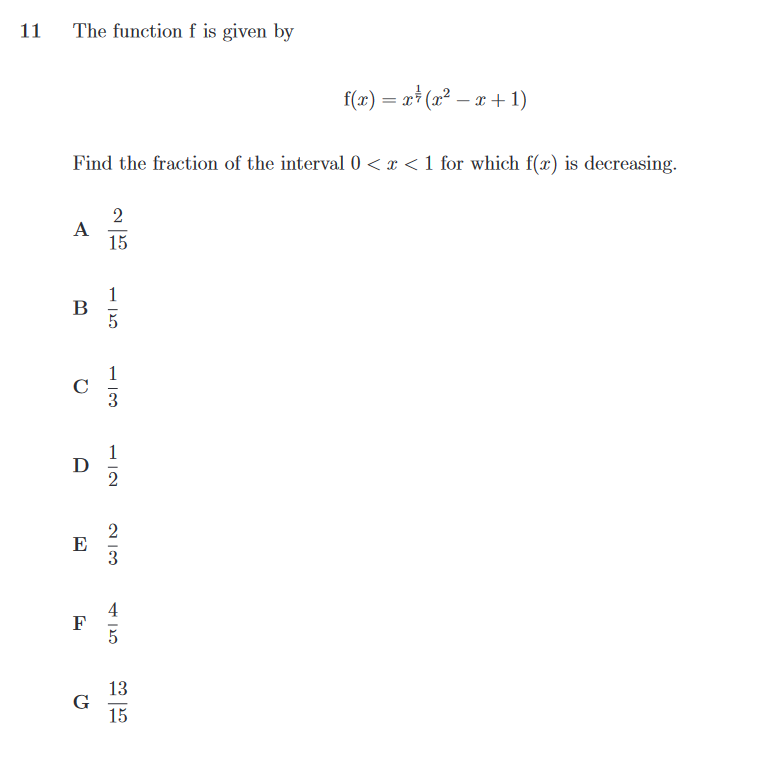 11 The function f is given by
f(x) = x^{\frac{1}{7}}(x^2 − x + 1)
Find the fraction of the interval 0 < x < 1 for which f(x) is decreasing.
A \frac{2}{15}
B \frac{1}{5}
C \frac{1}{3}
D \frac{1}{2}
E \frac{2}{3}
F \frac{4}{5}
G \frac{13}{15}